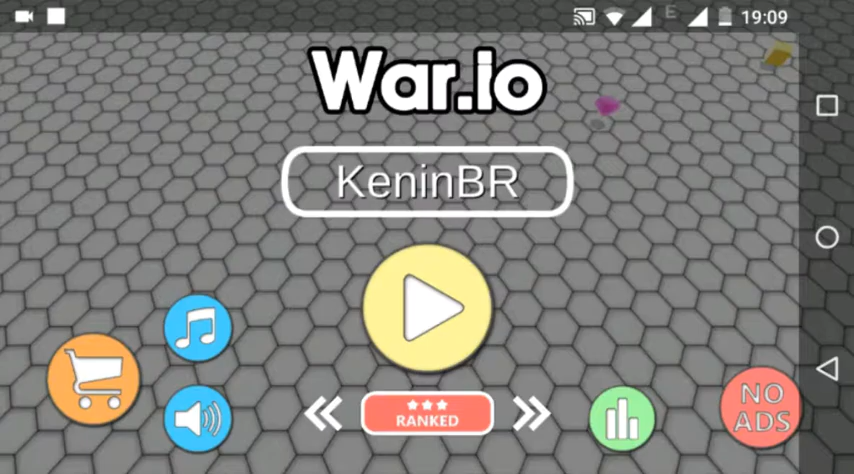 E
19:09
War.io
KeninBR
RANKED
NO
ADS